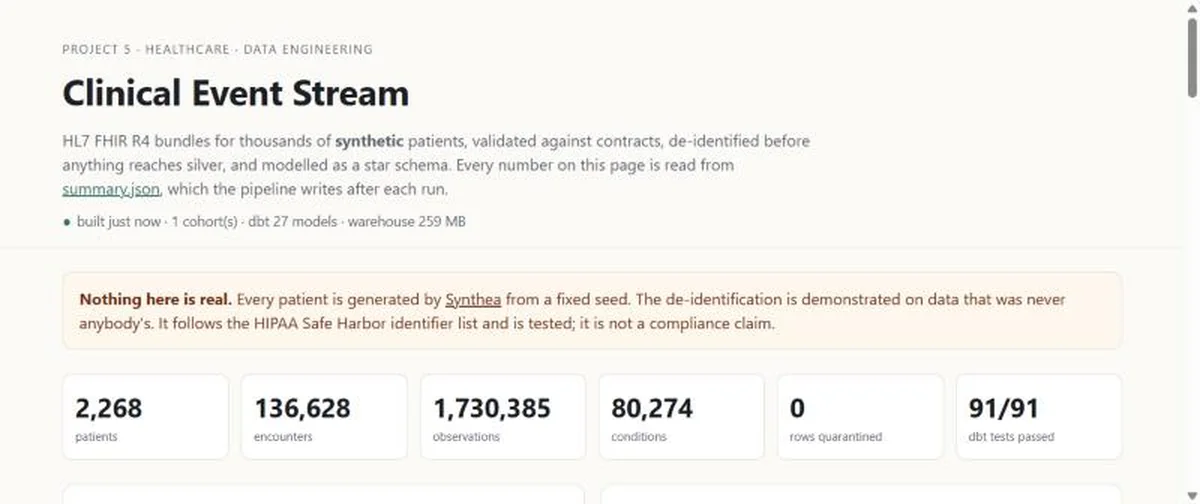 PROJECT 5 - HEALTHCARE · DATA ENGINEERING
Clinical Event Stream
HL7 FHIR R4 bundles for thousands of synthetic patients, validated against contracts, de-identified before
anything reaches silver, and modelled as a star schema. Every number on this page is read from
summary.json, which the pipeline writes after each run.
● built just now · 1 cohort(s) · dbt 27 models · warehouse 259 MB
Nothing here is real. Every patient is generated by Synthea from a fixed seed. The de-identification is demonstrated on data that was never
anybody's. It follows the HIPAA Safe Harbor identifier list and is tested; it is not a compliance claim.
2,268 136,628 1,730,385 80,274 0 91/91
patients encounters observations conditions rows quarantined dbt tests passed